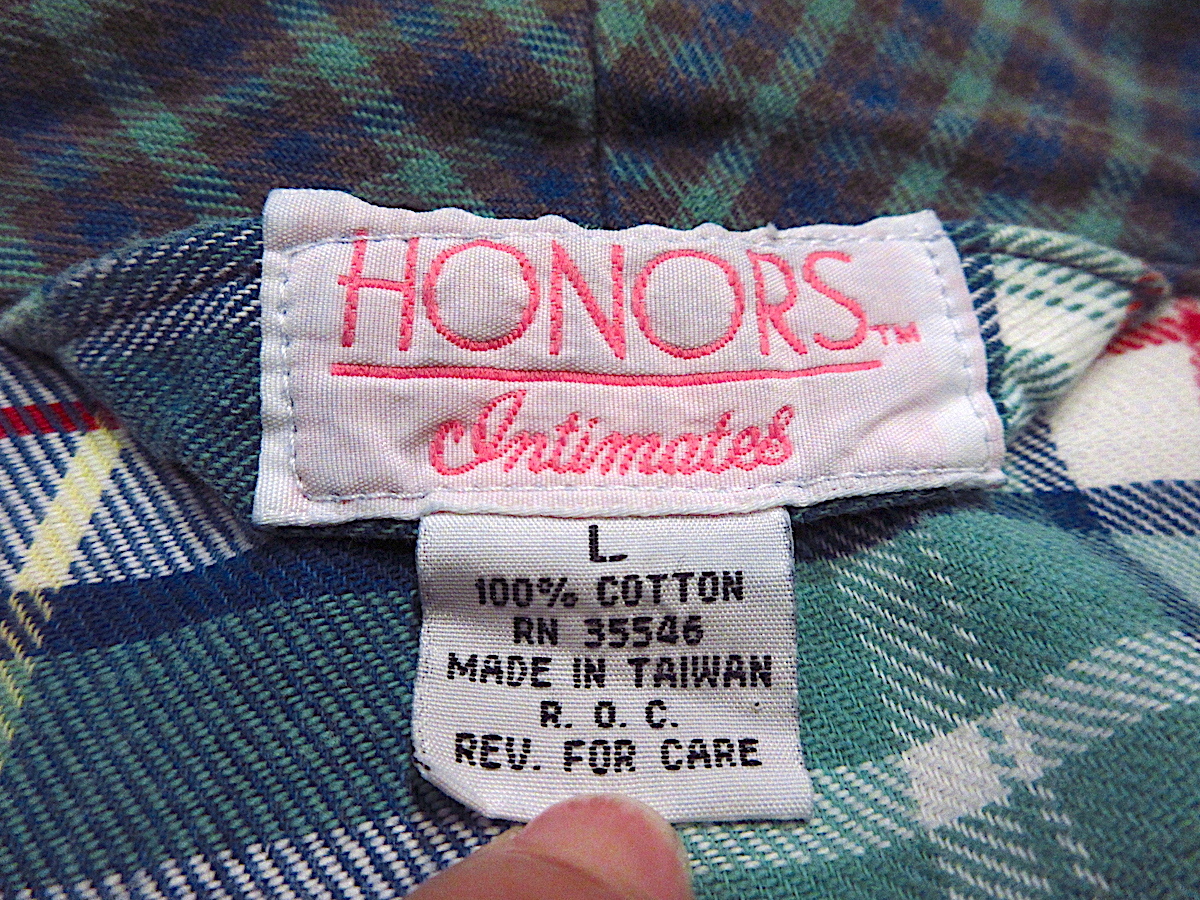 HONORS™
Intimates
L
100% COTTON
RN 35546
MADE IN TAIWAN
R. O. C.
REV. FOR CARE